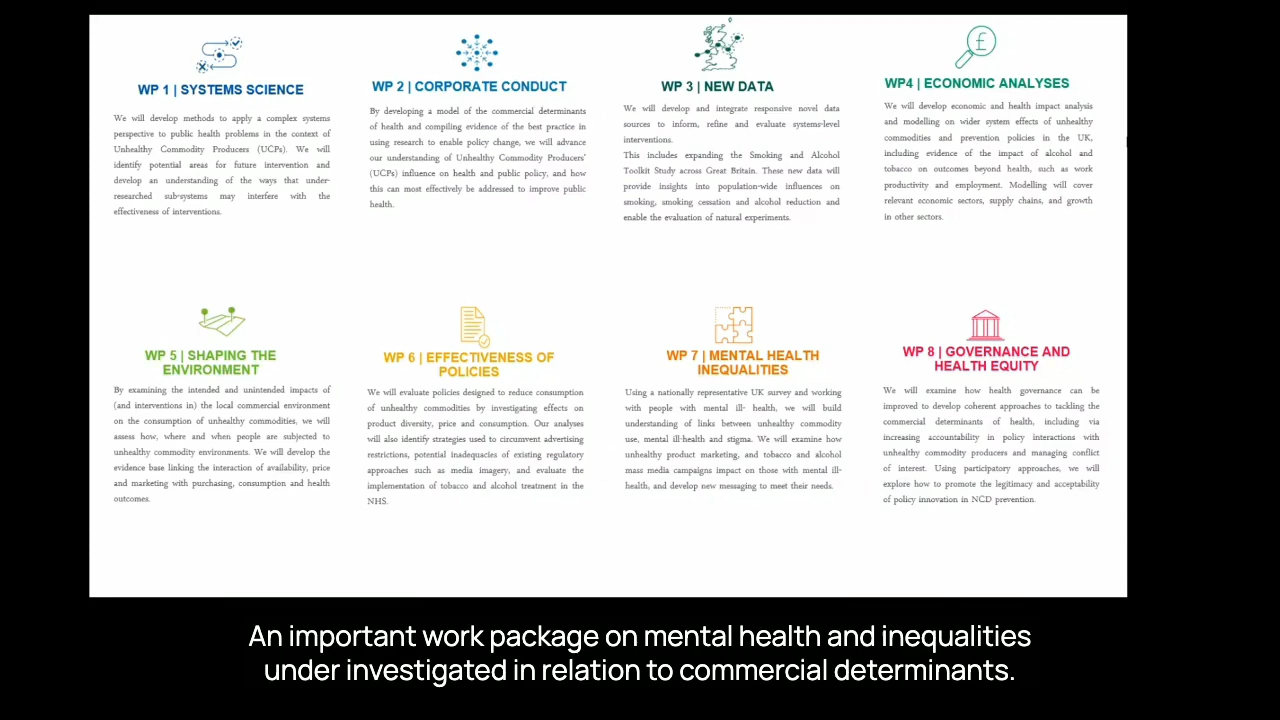 WP 1 | SYSTEMS SCIENCE
We will develop methods to apply a complex systems
perspective to public health problems in the context of
Unhealthy Commodity Producers (UCPs). We will
identify potential areas for future intervention and
develop an understanding of the ways that under-
researched sub-systems may interfere with the
effectiveness of interventions.
WP 2 | CORPORATE CONDUCT
By developing a model of the commercial determinants
of health and compiling evidence of the best practice in
using research to enable policy change, we will advance
our understanding of Unhealthy Commodity Producers'
(UCPs) influence on health and public policy, and how
this can most effectively be addressed to improve public
health.
WP 3 | NEW DATA
We will develop and integrate responsive novel data
sources to inform, refine and evaluate systems-level
interventions.
This includes expanding the Smoking and Alcohol
Toolkit Study across Great Britain. These new data will
provide insights into population-wide influences on
smoking, smoking cessation and alcohol reduction and
enable the evaluation of natural experiments.
£
WP4 | ECONOMIC ANALYSES
We will develop economic and health impact analysis
and modelling on wider system effects of unhealthy
commodities and prevention policies in the UK,
including evidence of the impact of alcohol and
tobacco on outcomes beyond health, such as work
productivity and employment. Modelling will cover
relevant economic sectors, supply chains, and growth
in other sectors.
WP 5 | SHAPING THE
ENVIRONMENT
By examining the intended and unintended impacts of
(and interventions in) the local commercial environment
on the consumption of unhealthy commodities, we will
assess how, where and when people are subjected to
unhealthy commodity environments. We will develop the
evidence base linking the interaction of availability, price
and marketing with purchasing, consumption and health
outcomes.
WP 6 | EFFECTIVENESS OF
POLICIES
We will evaluate policies designed to reduce consumption
of unhealthy commodities by investigating effects on
product diversity, price and consumption. Our analyses
will also identify strategies used to circumvent advertising
restrictions, potential inadequacies of existing regulatory
approaches such as media imagery, and evaluate the
implementation of tobacco and alcohol treatment in the
NHS.
WP 7 | MENTAL HEALTH
INEQUALITIES
Using a nationally representative UK survey and working
with people with mental ill- health, we will build
understanding of links between unhealthy commodity
use, mental ill-health and stigma. We will examine how
unhealthy product marketing, and tobacco and alcohol
mass media campaigns impact on those with mental ill-
health, and develop new messaging to meet their needs.
WP 8 | GOVERNANCE AND
HEALTH EQUITY
We will examine how health governance can be
improved to develop coherent approaches to tackling the
commercial determinants of health, including via
increasing accountability in policy interactions with
unhealthy commodity producers and managing conflict
of interest. Using participatory approaches, we will
explore how to promote the legitimacy and acceptability
of policy innovation in NCD prevention.
An important work package on mental health and inequalities
under investigated in relation to commercial determinants.